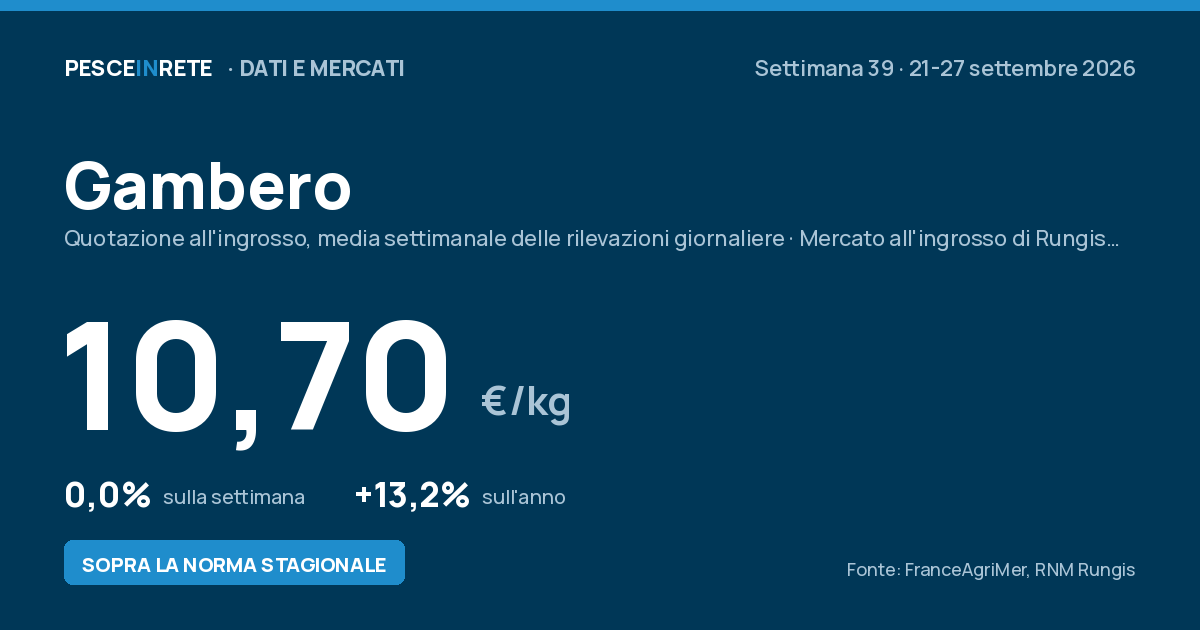 PESCEINRETE · DATI E MERCATI
Settimana 39 · 21-27 settembre 2026
Gambero
Quotazione all'ingrosso, media settimanale delle rilevazioni giornaliere · Mercato all'ingrosso di Rungis…
10,70 €/kg
0,0% sulla settimana +13,2% sull'anno
SOPRA LA NORMA STAGIONALE
Fonte: FranceAgriMer, RNM Rungis